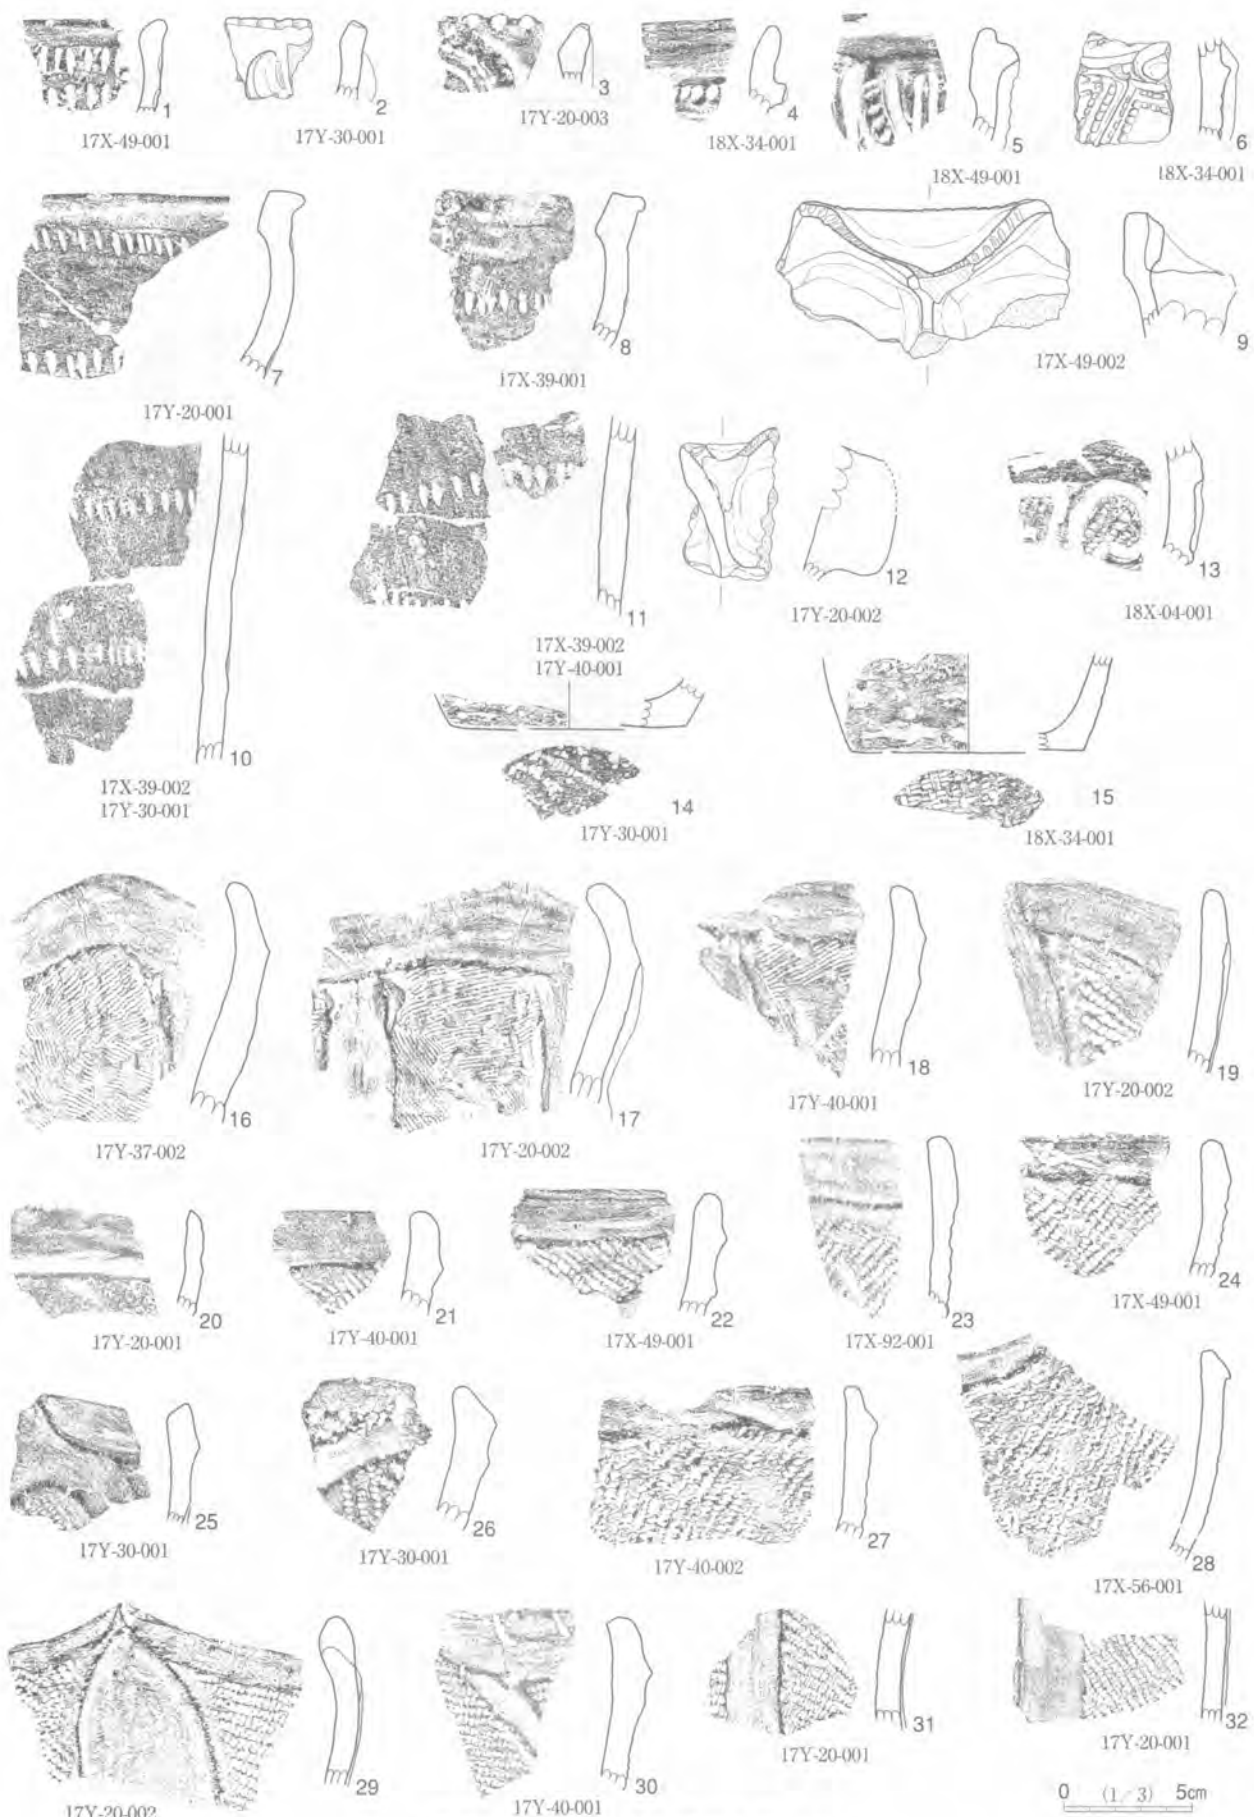 1
17X-49-001
2
17Y-30-001
3
17Y-20-003
4
18X-34-001
5
18X-49-001
6
18X-34-001
7
17Y-20-001
8
17X-39-001
9
17X-49-002
10
17X-39-002
17Y-30-001
11
17X-39-002
17Y-40-001
12
17Y-20-002
13
18X-04-001
14
17Y-30-001
15
18X-34-001
16
17Y-37-002
17
17Y-20-002
18
17Y-40-001
19
17Y-20-002
20
17Y-20-001
21
17Y-40-001
22
17X-49-001
23
17X-92-001
24
17X-49-001
25
17Y-30-001
26
17Y-30-001
27
17Y-40-002
28
17X-56-001
29
17Y-20-002
30
17Y-40-001
31
17Y-20-001
32
17Y-20-001
0 (1/3) 5cm